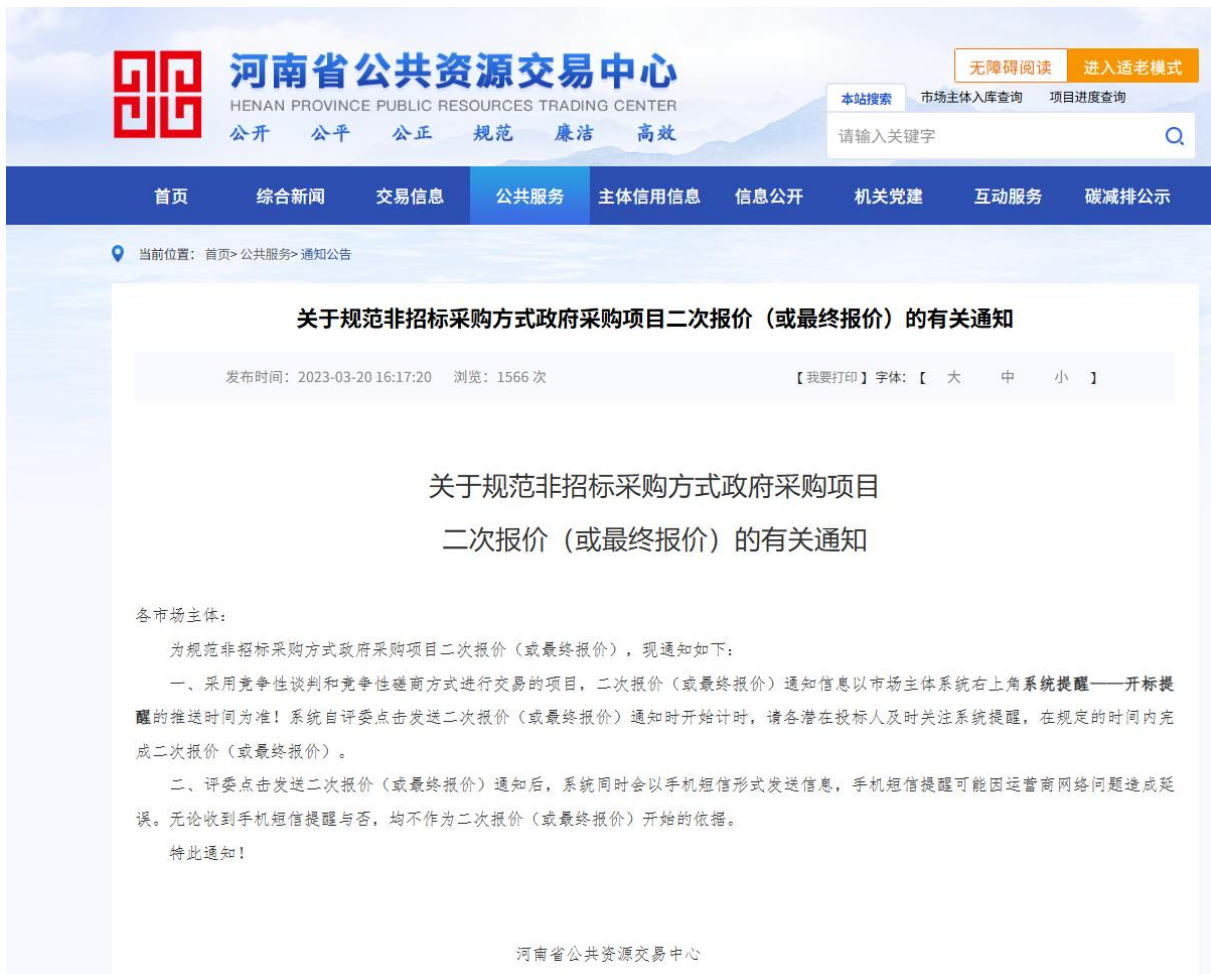 河南省公共资源交易中心
HENAN PROVINCE PUBLIC RESOURCES TRADING CENTER
公开 公平 公正 规范 廉洁 高效
无障碍阅读 进入适老模式
本站搜索 市场主体入库查询 项目进度查询
请输入关键字
首页 综合新闻 交易信息 公共服务 主体信用信息 信息公开 机关党建 互动服务 碳减排公示
当前位置： 首页> 公共服务> 通知公告
关于规范非招标采购方式政府采购项目二次报价（或最终报价）的有关通知
发布时间：2023-03-20 16:17:20 浏览：1566 次 【 我要打印 】 字体：【 大 中 小 】
关于规范非招标采购方式政府采购项目
二次报价（或最终报价）的有关通知
各市场主体：
为规范非招标采购方式政府采购项目二次报价（或最终报价），现通知如下：
一、采用竞争性谈判和竞争性磋商方式进行交易的项目，二次报价（或最终报价）通知信息以市场主体系统右上角系统提醒——开标提
醒的推送时间为准！系统自评委点击发送二次报价（或最终报价）通知时开始计时，请各潜在投标人及时关注系统提醒，在规定的时间内完
成二次报价（或最终报价）。
二、评委点击发送二次报价（或最终报价）通知后，系统同时会以手机短信形式发送信息，手机短信提醒可能因运营商网络问题造成延
误。无论收到手机短信提醒与否，均不作为二次报价（或最终报价）开始的依据。
特此通知！
河南省公共资源交易中心